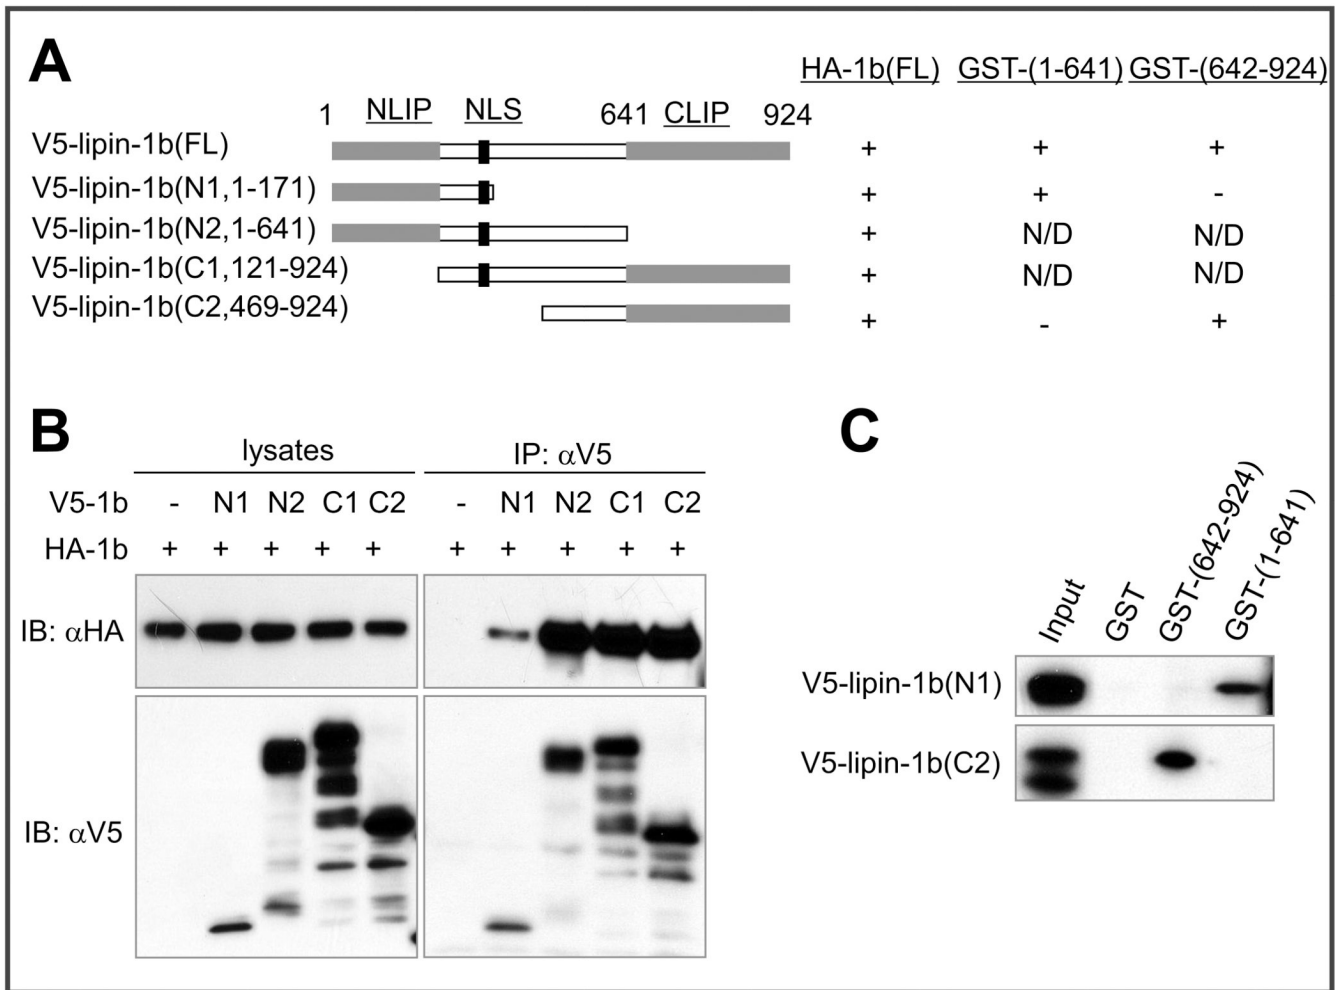 A
HA-1b(FL) GST-(1-641) GST-(642-924)
1 NLIP NLS 641 CLIP 924
V5-lipin-1b(FL) + + +
V5-lipin-1b(N1,1-171) + + -
V5-lipin-1b(N2,1-641) + N/D N/D
V5-lipin-1b(C1,121-924) + N/D N/D
V5-lipin-1b(C2,469-924) + - +
B
lysates IP: αV5
V5-1b - N1 N2 C1 C2 - N1 N2 C1 C2
HA-1b + + + + + + + + + +
IB: αHA
IB: αV5
C
Input GST GST-(642-924) GST-(1-641)
V5-lipin-1b(N1)
V5-lipin-1b(C2)